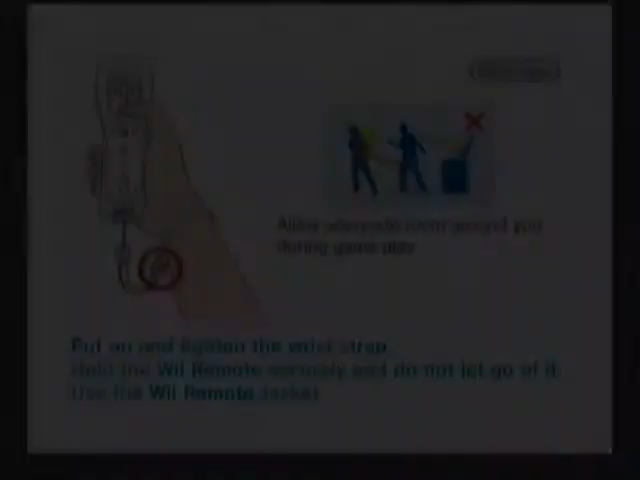 Allow adequate room around you
during game play.
Put on and tighten the wrist strap.
Hold the Wii Remote securely and do not let go of it.
Use the Wii Remote Jacket.